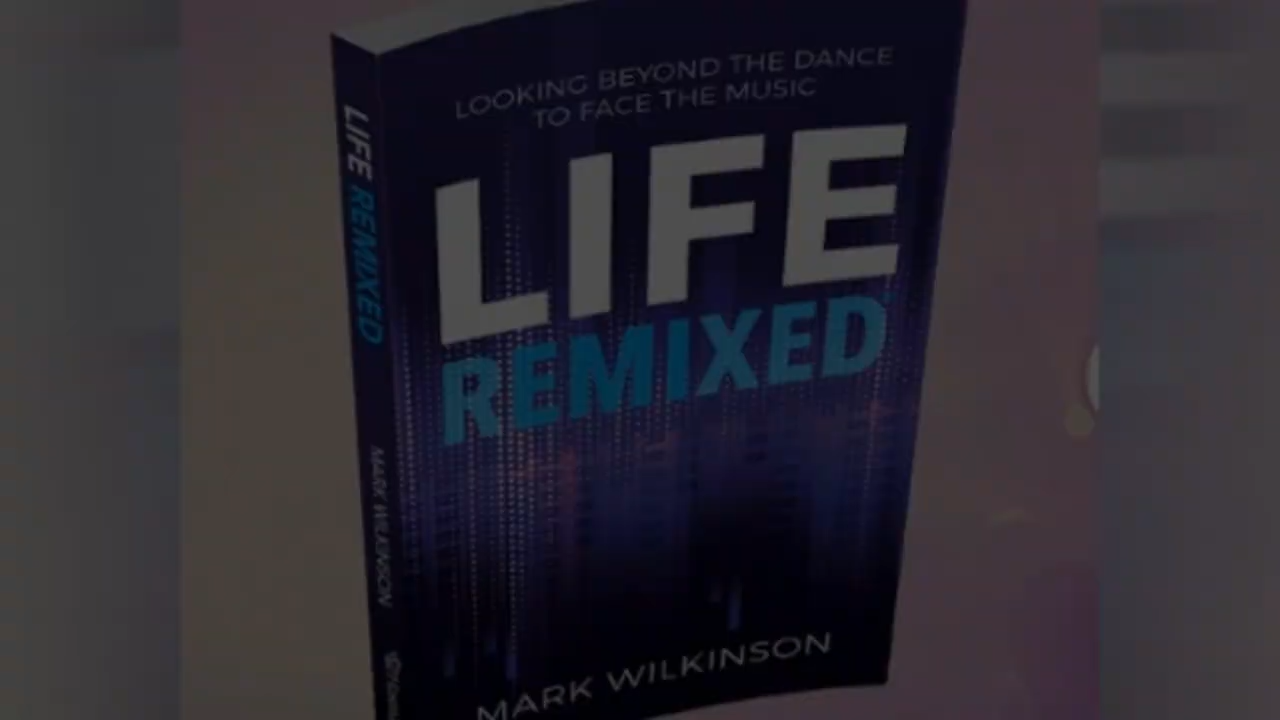 LOOKING BEYOND THE DANCE
TO FACE THE MUSIC
LIFE
REMIXED
MARK WILKINSON
LIFE REMIXED
MARK WILKINSON